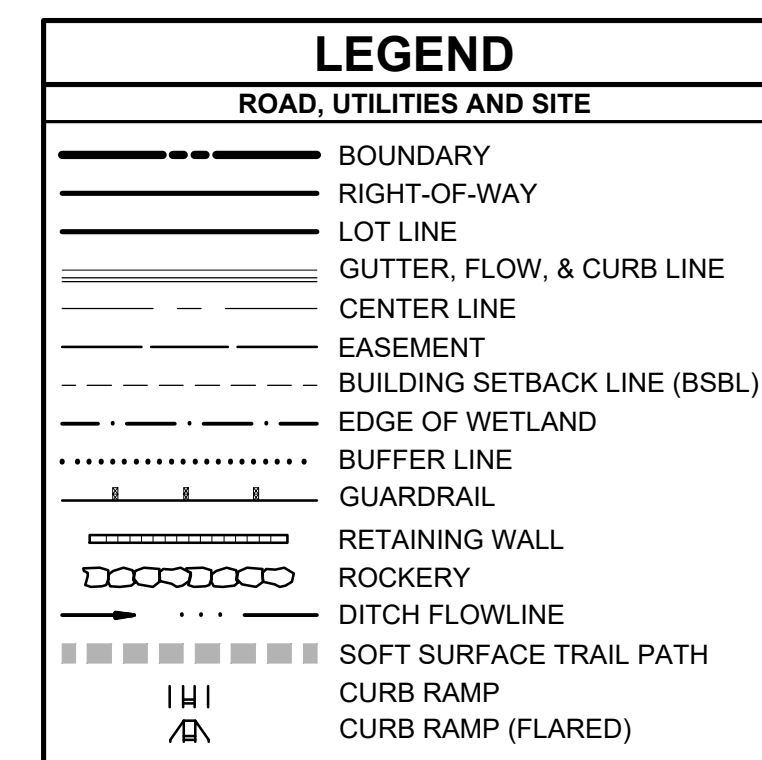 LEGEND
ROAD, UTILITIES AND SITE
BOUNDARY
RIGHT-OF-WAY
LOT LINE
GUTTER, FLOW, & CURB LINE
CENTER LINE
EASEMENT
BUILDING SETBACK LINE (BSBL)
EDGE OF WETLAND
BUFFER LINE
GUARDRAIL
RETAINING WALL
ROCKERY
DITCH FLOWLINE
SOFT SURFACE TRAIL PATH
CURB RAMP
CURB RAMP (FLARED)